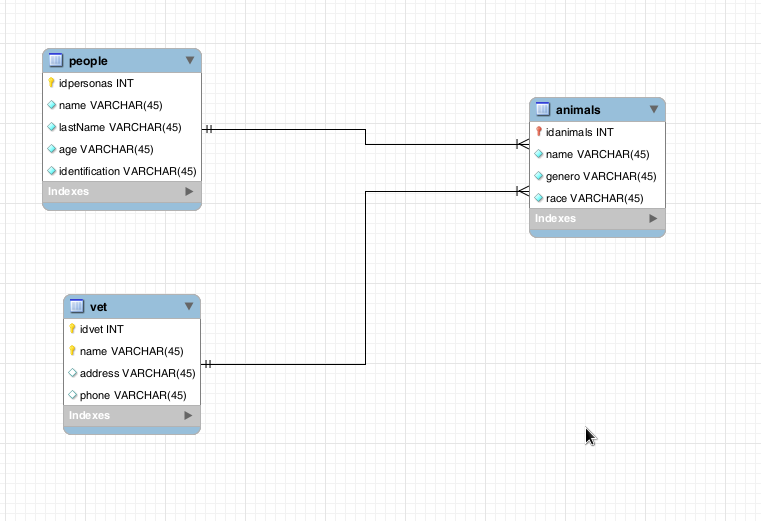 people
idpersonas INT
name VARCHAR(45)
lastName VARCHAR(45)
age VARCHAR(45)
identification VARCHAR(45)
Indexes
animals
idanimals INT
name VARCHAR(45)
genero VARCHAR(45)
race VARCHAR(45)
Indexes
vet
idvet INT
name VARCHAR(45)
address VARCHAR(45)
phone VARCHAR(45)
Indexes